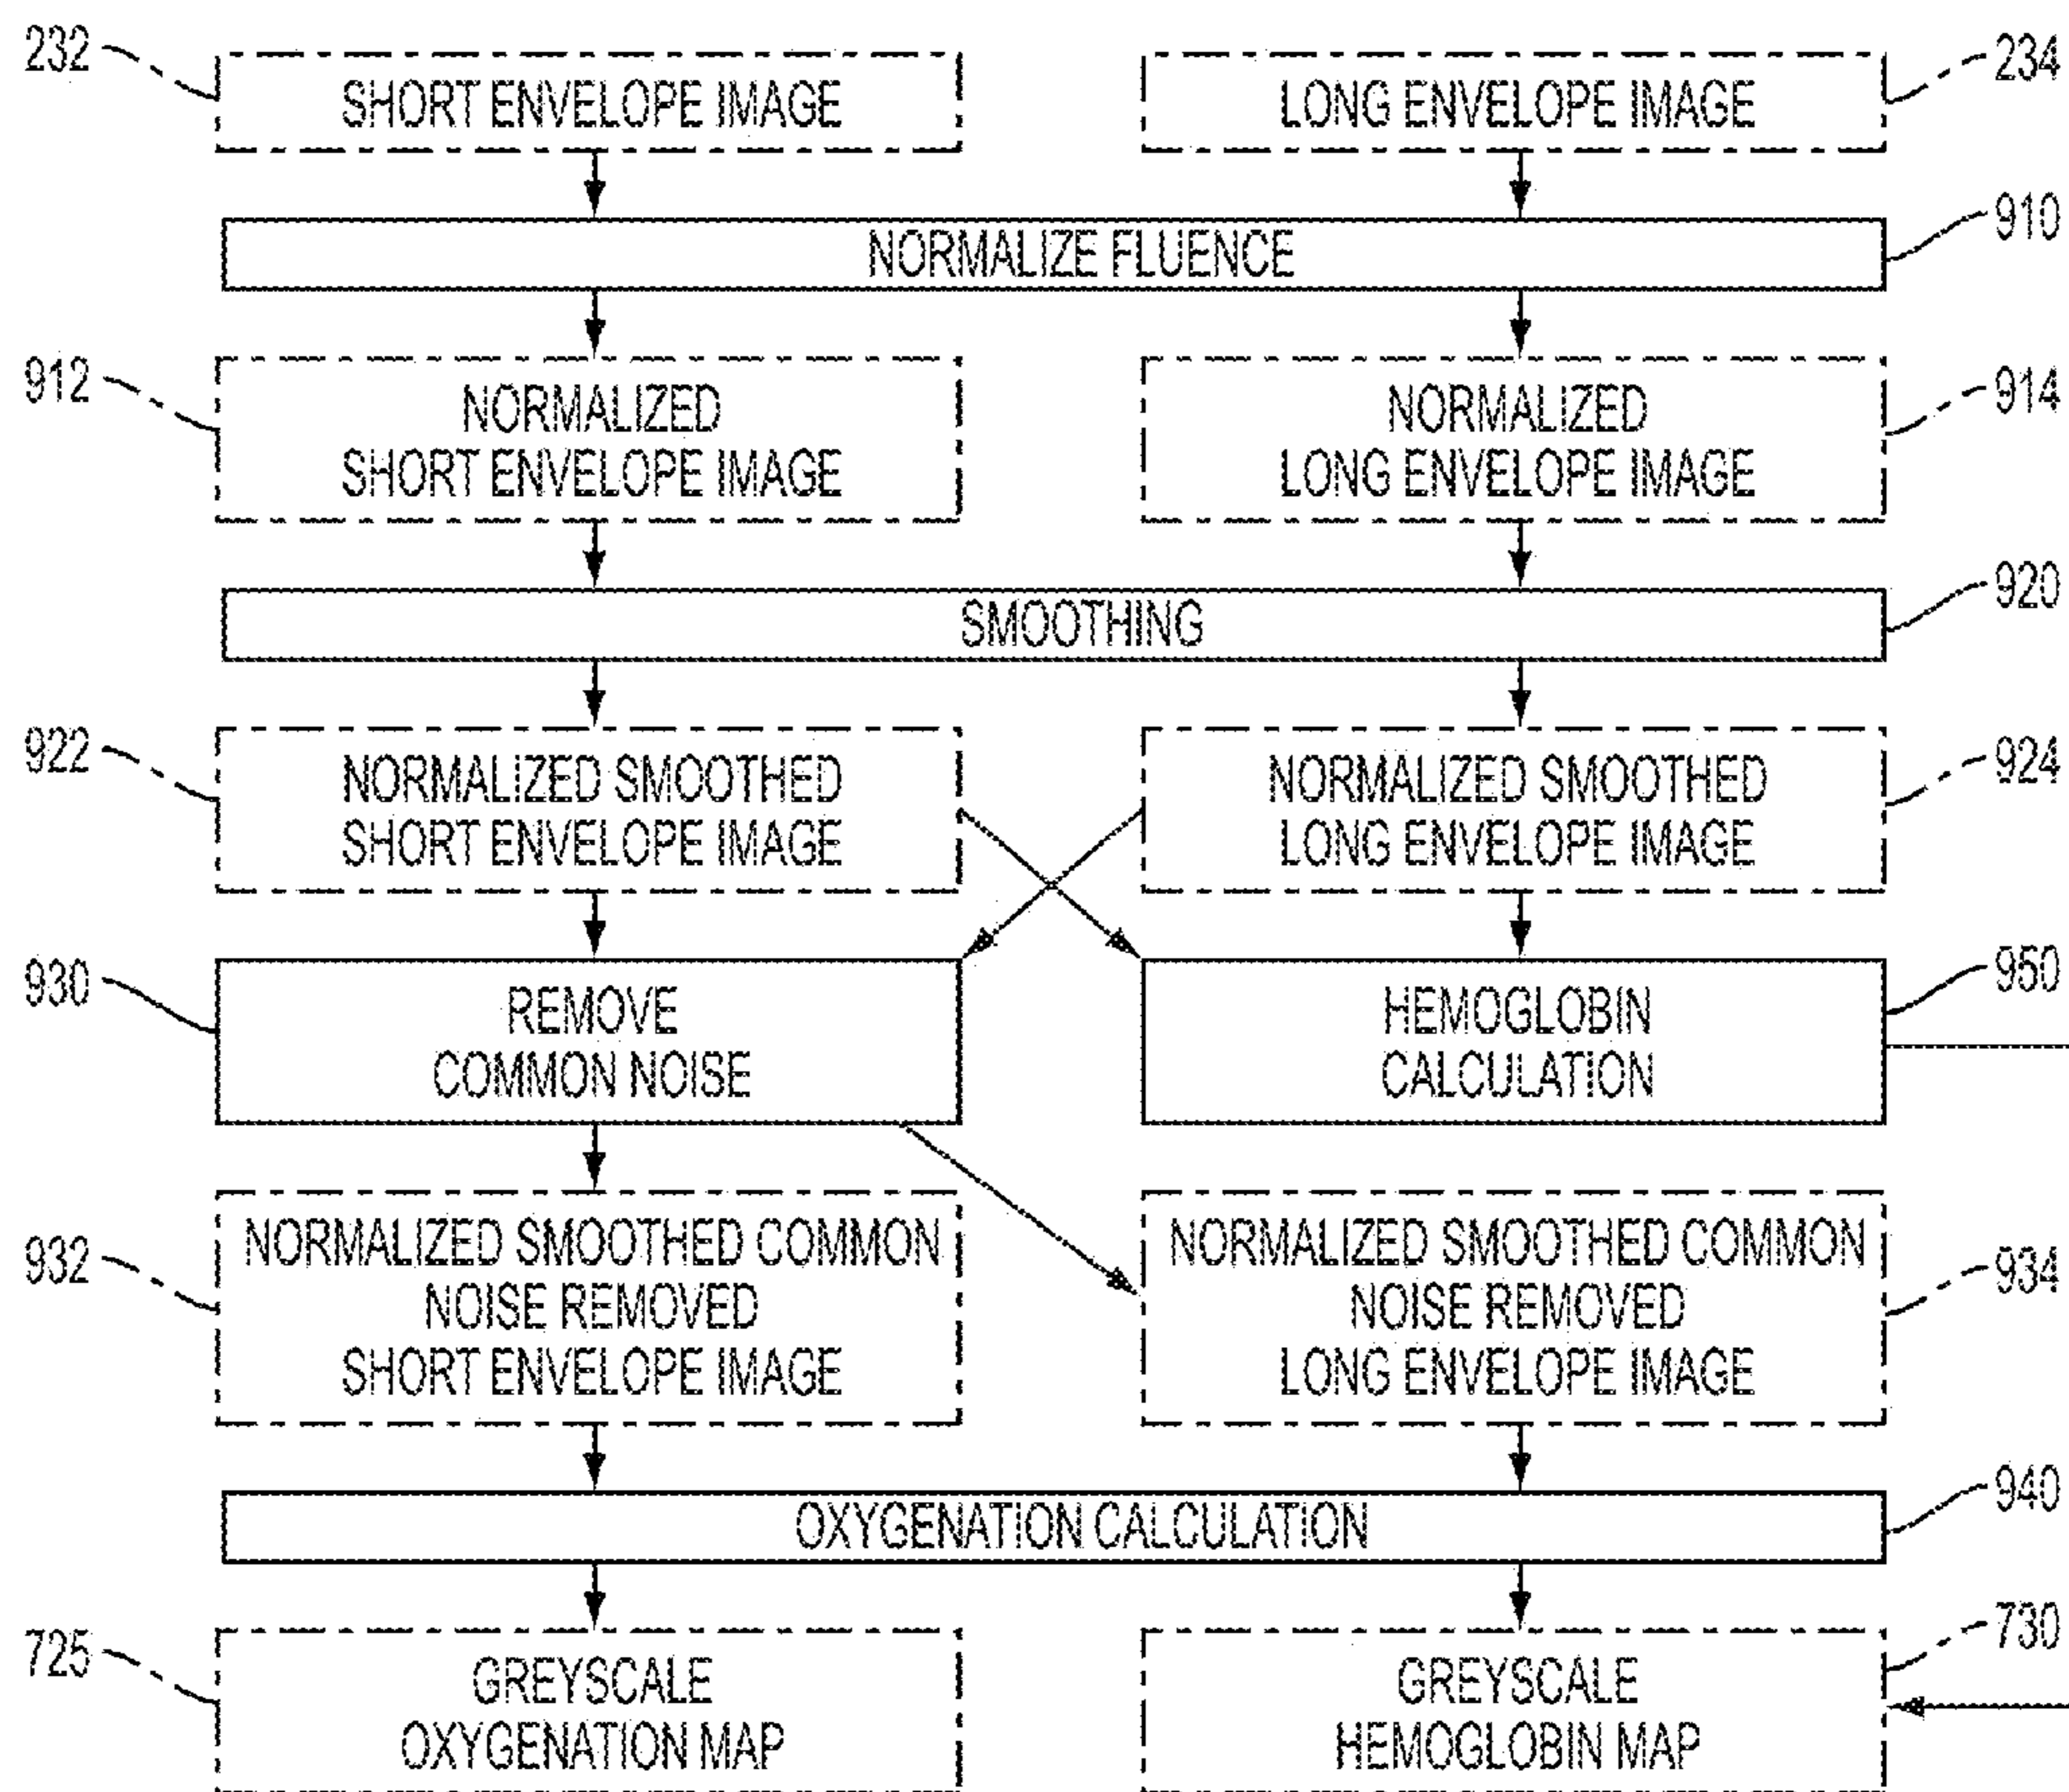 232
SHORT ENVELOPE IMAGE
LONG ENVELOPE IMAGE
234
NORMALIZE FLUENCE
910
912
NORMALIZED
SHORT ENVELOPE IMAGE
NORMALIZED
LONG ENVELOPE IMAGE
914
SMOOTHING
920
922
NORMALIZED SMOOTHED
SHORT ENVELOPE IMAGE
NORMALIZED SMOOTHED
LONG ENVELOPE IMAGE
924
930
REMOVE
COMMON NOISE
HEMOGLOBIN
CALCULATION
950
932
NORMALIZED SMOOTHED COMMON
NOISE REMOVED
SHORT ENVELOPE IMAGE
NORMALIZED SMOOTHED COMMON
NOISE REMOVED
LONG ENVELOPE IMAGE
934
OXYGENATION CALCULATION
940
725
GREYSCALE
OXYGENATION MAP
GREYSCALE
HEMOGLOBIN MAP
730